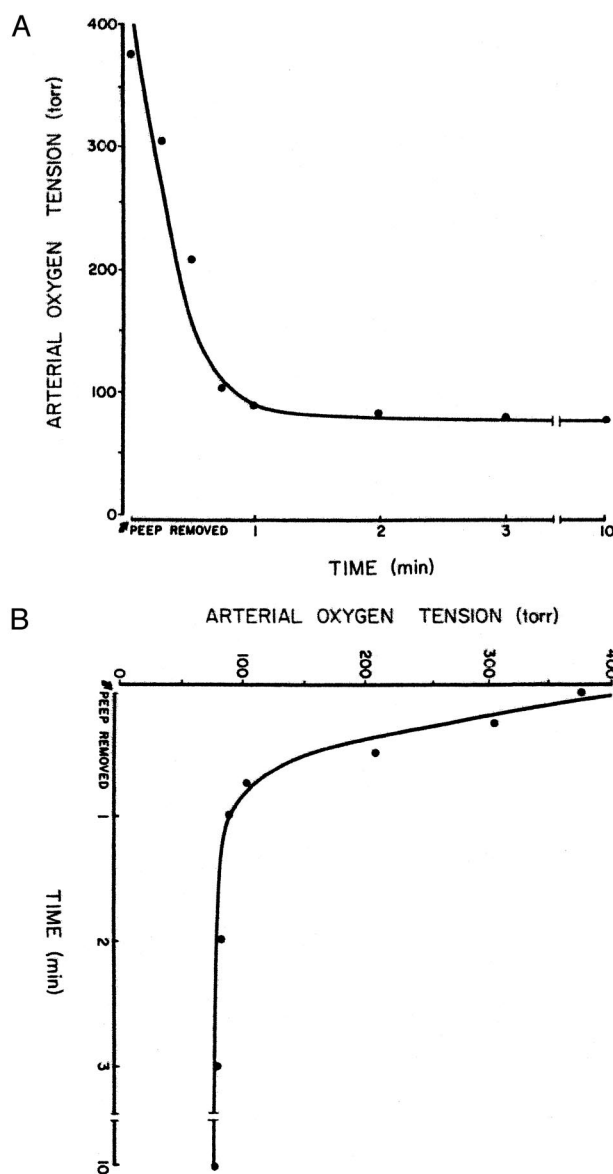 A
ARTERIAL OXYGEN TENSION (torr)
400
300
200
100
0
PEEP REMOVED
1
2
3
10
TIME (min)
B
ARTERIAL OXYGEN TENSION (torr)
0
100
200
300
400
PEEP REMOVED
1
2
3
10
TIME (min)